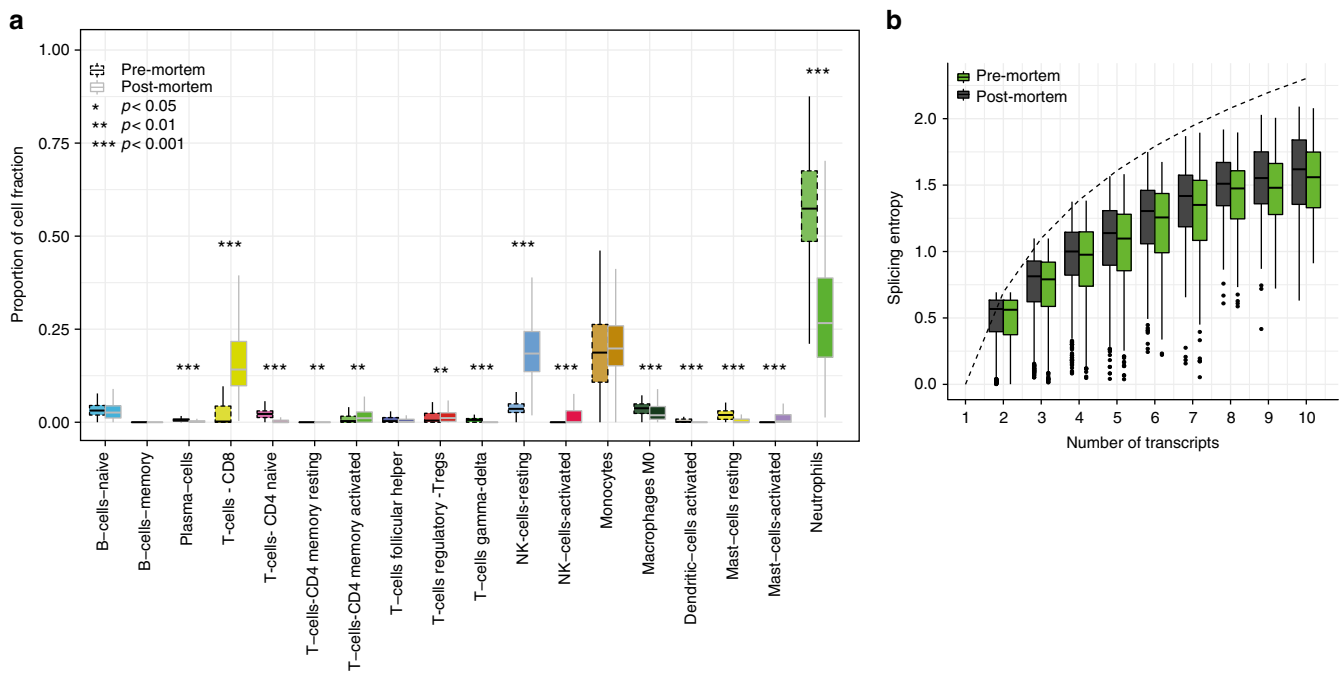 a
1.00
0.75
0.50
0.25
0.00
Proportion of cell fraction
Pre-mortem
Post-mortem
* p< 0.05
** p< 0.01
*** p< 0.001
***
***
***
***
**
**
**
***
***
***
***
***
***
***
B−cells−naive
B−cells−memory
Plasma−cells
T-cells - CD8
T-cells- CD4 naive
T−cells-CD4 memory resting
T−cells-CD4 memory activated
T−cells follicular helper
T-cells regulatory -Tregs
T−cells gamma-delta
NK-cells-resting
NK−cells-activated
Monocytes
Macrophages M0
Dendritic−cells activated
Mast−cells resting
Mast−cells-activated
Neutrophils
b
Pre-mortem
Post-mortem
2.0
1.5
1.0
0.5
0.0
Splicing entropy
1 2 3 4 5 6 7 8 9 10
Number of transcripts